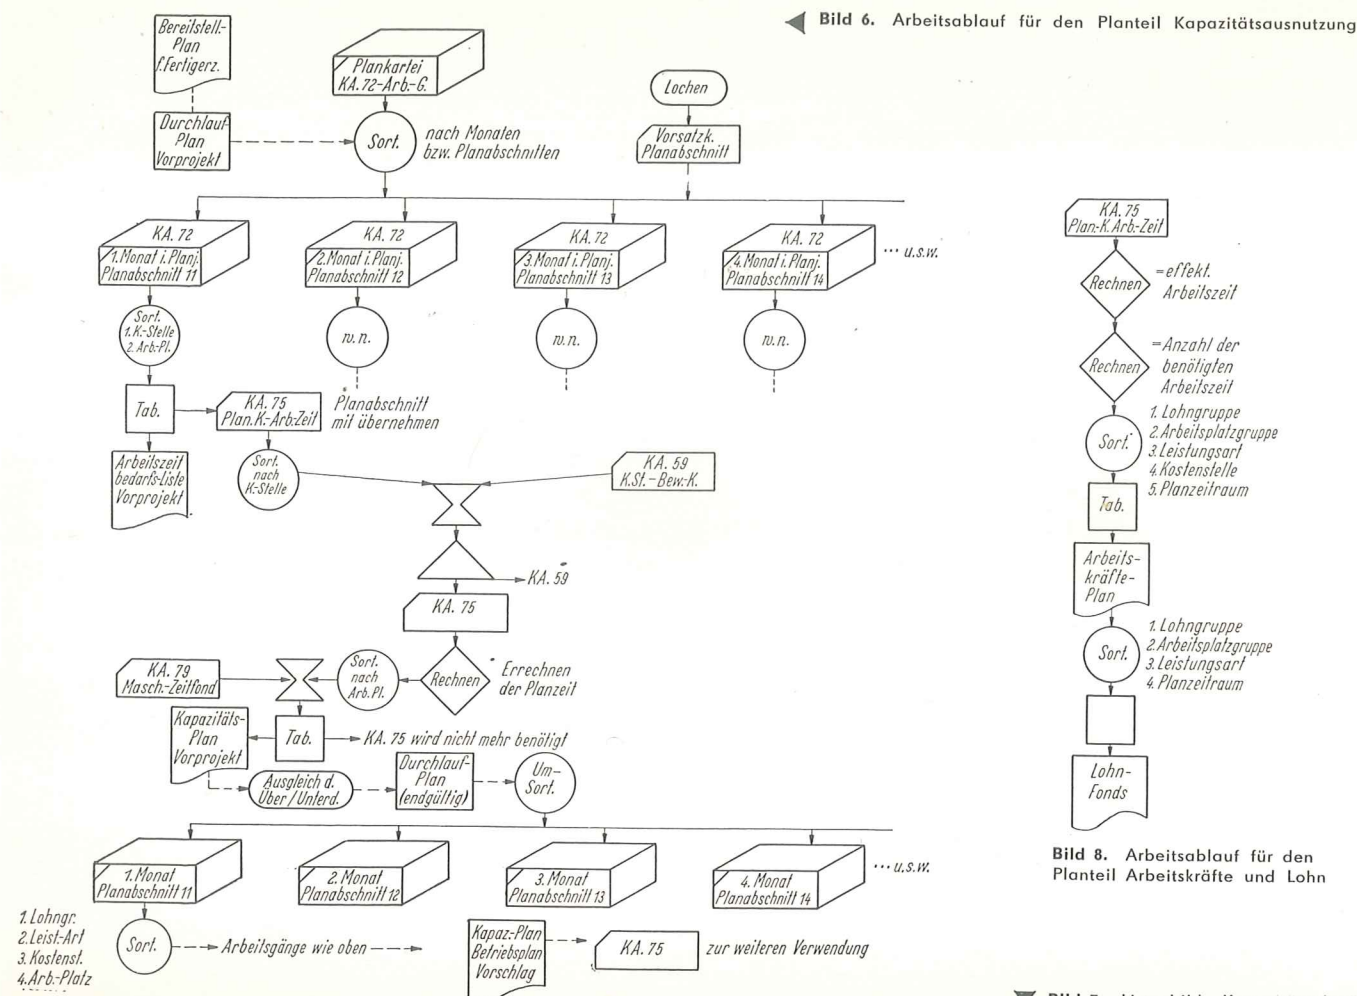 Bild 6. Arbeitsablauf für den Planteil Kapazitätsausnutzung
Bereitstell.-
Plan
f. Fertigerz.
Plankartei
KA. 72-Arb.-G.
Lochen
Durchlauf-
Plan
Vorprojekt
Sort.
nach Monaten
bzw. Planabschnitten
Vorsatzk.
Planabschnitt
KA. 72
1. Monat i. Planj.
Planabschnitt 11
KA. 72
2. Monat i. Planj.
Planabschnitt 12
KA. 72
3. Monat i. Planj.
Planabschnitt 13
KA. 72
4. Monat i. Planj.
Planabschnitt 14
... u.s.w.
Sort.
1. K.-Stelle
2. Arb.-Pl.
w. n.
w. n.
w. n.
Tab.
KA. 75
Plan. K.-Arb.-Zeit
Planabschnitt
mit übernehmen
Arbeitszeit
bedarfs-Liste
Vorprojekt
Sort.
nach
K.-Stelle
KA. 59
K.St.-Bew.-K.
KA. 59
KA. 75
KA. 79
Masch.-Zeitfond
Sort.
nach
Arb. Pl.
Rechnen
Errechnen
der Planzeit
Kapazitäts-
Plan
Vorprojekt
Tab.
KA. 75 wird nicht mehr benötigt
Ausgleich d.
Über/Unterd.
Durchlauf-
Plan
(endgültig)
Um-
Sort.
1. Monat
Planabschnitt 11
2. Monat
Planabschnitt 12
3. Monat
Planabschnitt 13
4. Monat
Planabschnitt 14
... u.s.w.
1. Lohngr.
2. Leist.-Art
3. Kostenst.
4. Arb.-Platz
Sort.
Arbeitsgänge wie oben
Kapaz.-Plan
Betriebsplan
Vorschlag
KA. 75
zur weiteren Verwendung
KA. 75
Plan.-K. Arb.-Zeit
Rechnen
=effekt.
Arbeitszeit
Rechnen
=Anzahl der
benötigten
Arbeitszeit
Sort.
1. Lohngruppe
2. Arbeitsplatzgruppe
3. Leistungsart
4. Kostenstelle
5. Planzeitraum
Tab.
Arbeits-
kräfte-
Plan
Sort.
1. Lohngruppe
2. Arbeitsplatzgruppe
3. Leistungsart
4. Planzeitraum
Lohn-
Fonds
Bild 8. Arbeitsablauf für den
Planteil Arbeitskräfte und Lohn